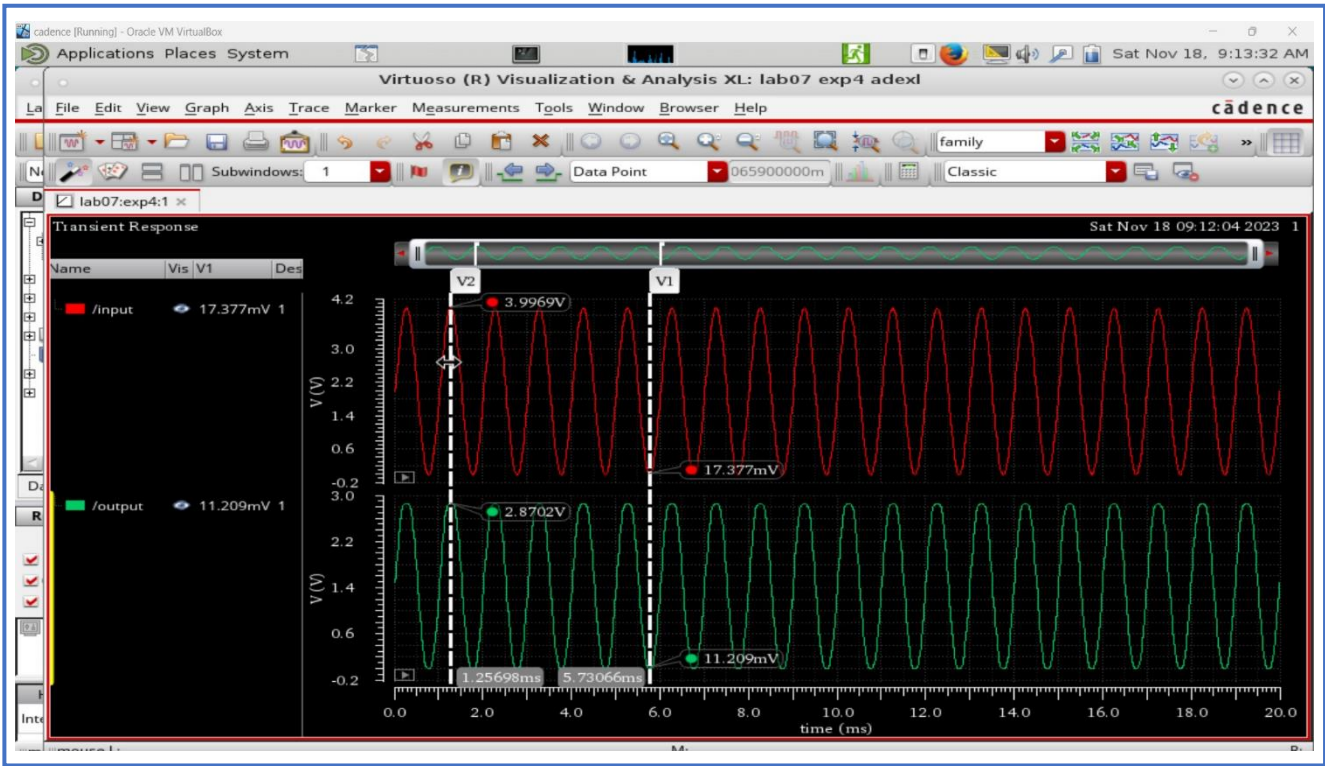 cadence [Running] - Oracle VM VirtualBox
Applications Places System Sat Nov 18, 9:13:32 AM
Virtuoso (R) Visualization & Analysis XL: lab07 exp4 adexl
La File Edit View Graph Axis Trace Marker Measurements Tools Window Browser Help cādence
family
Subwindows: 1 Data Point 065900000m Classic
D lab07:exp4:1
Transient Response Sat Nov 18 09:12:04 2023 1
Name Vis V1 Des
V2 V1
/input 17.377mV 1
4.2
3.0
2.2
1.4
0.6
-0.2
V (V)
3.9969V
17.377mV
/output 11.209mV 1
3.0
2.2
1.4
0.6
-0.2
V (V)
2.8702V
11.209mV
1.25698ms 5.73066ms
0.0 2.0 4.0 6.0 8.0 10.0 12.0 14.0 16.0 18.0 20.0
time (ms)
Da
R
Inte